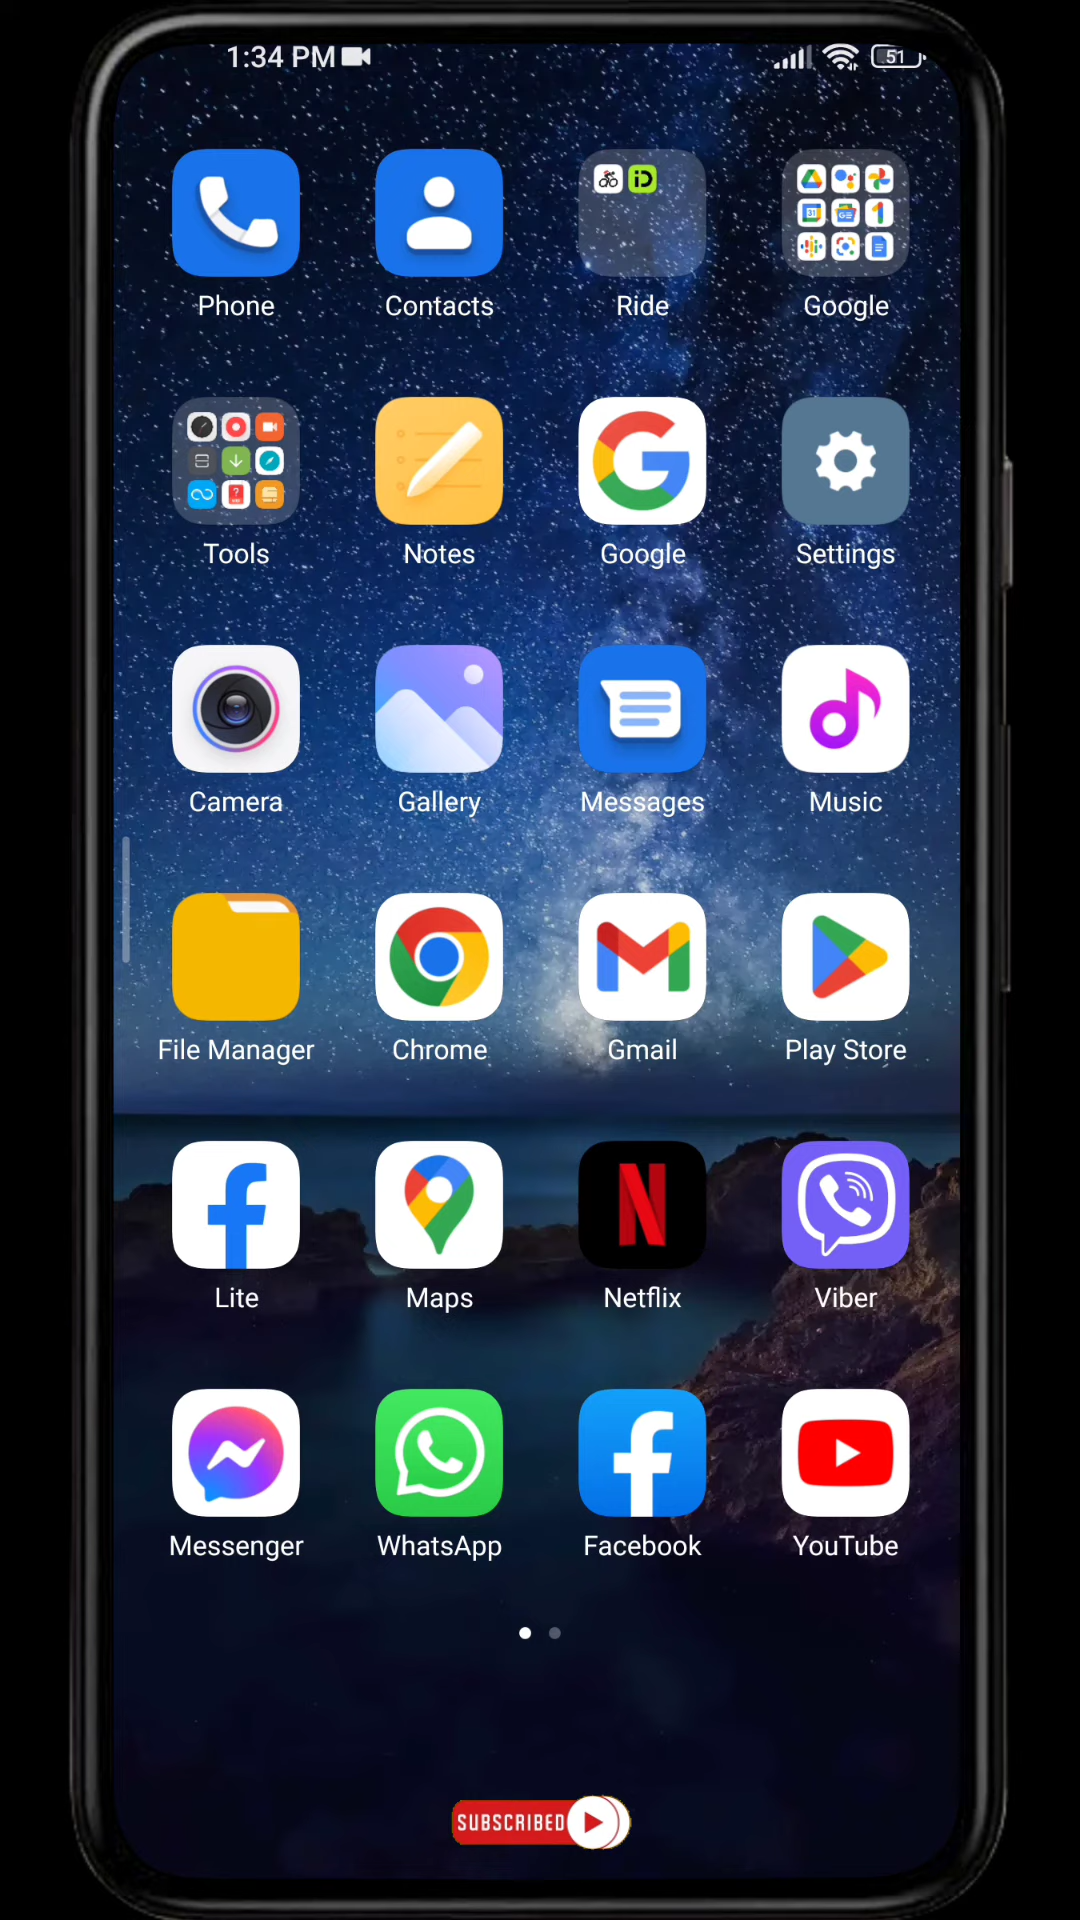 1:34 PM 51
Phone Contacts Ride Google
Tools Notes Google Settings
Camera Gallery Messages Music
File Manager Chrome Gmail Play Store
Lite Maps Netflix Viber
Messenger WhatsApp Facebook YouTube
SUBSCRIBED